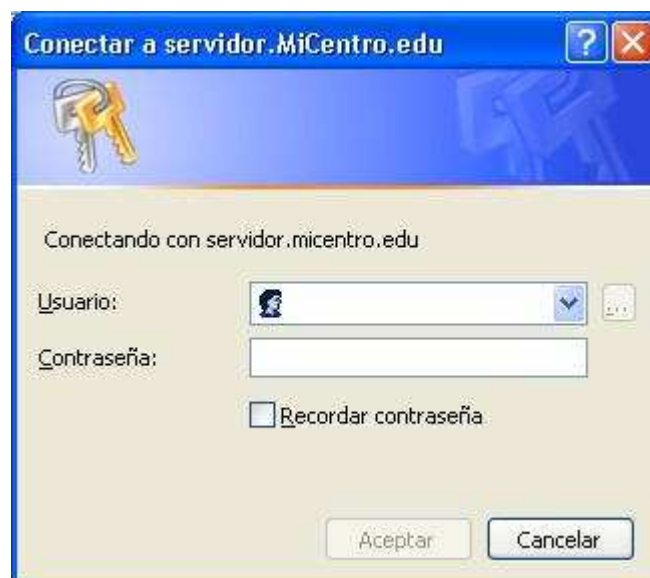 Conectar a servidor.MiCentro.edu
Conectando con servidor.micentro.edu
Usuario:
...
Contraseña:
Recordar contraseña
Aceptar Cancelar